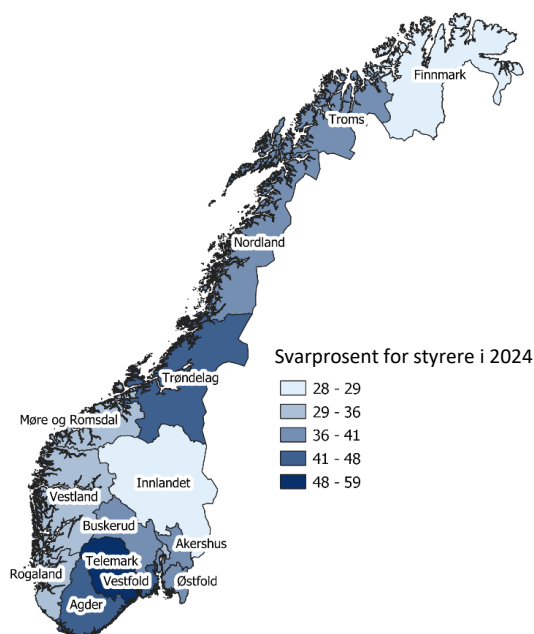 Finnmark
Troms
Nordland
Svarprosent for styrere i 2024
28 - 29
29 - 36
36 - 41
41 - 48
48 - 59
Trøndelag
Møre og Romsdal
Innlandet
Vestland
Buskerud
Akershus
Telemark
Rogaland
Vestfold
Østfold
Agder